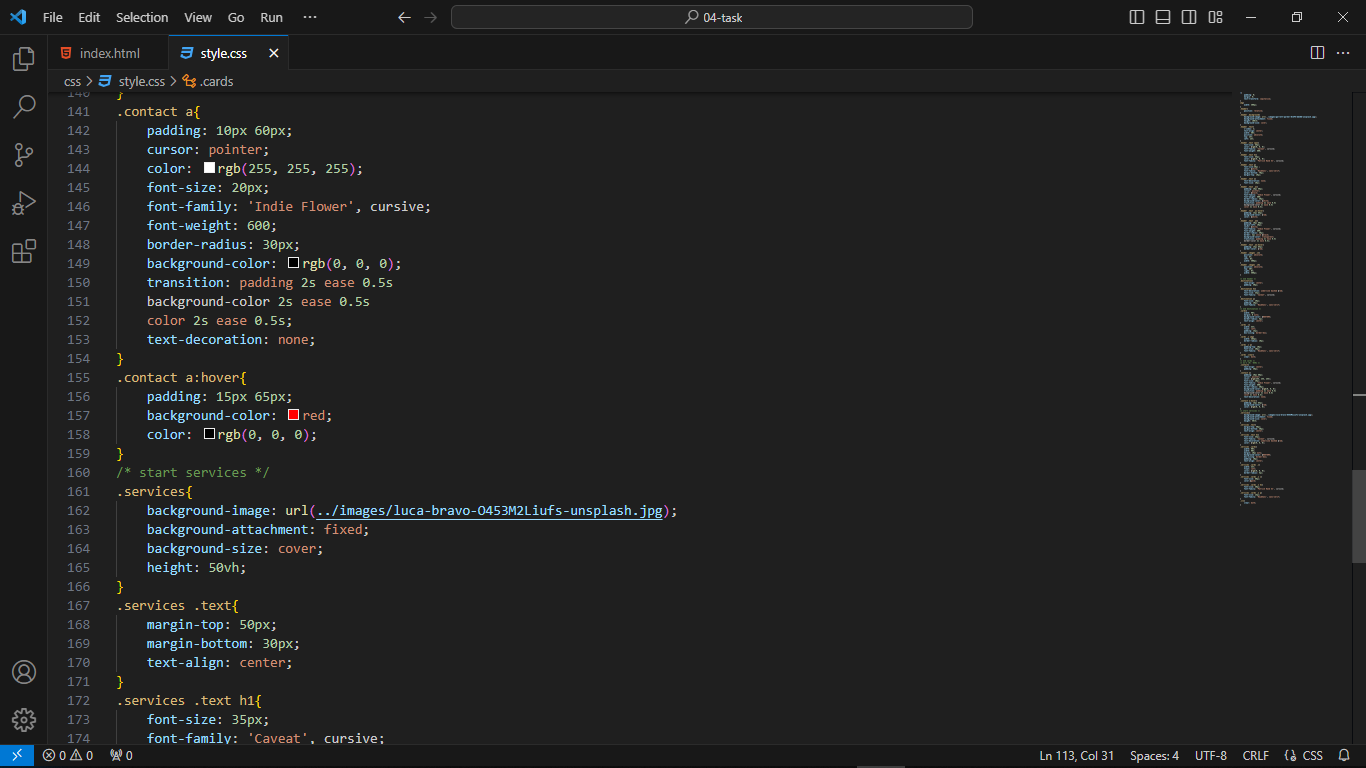 File Edit Selection View Go Run ··· 04-task
index.html style.css
css > style.css > .cards
140 }
141 .contact a{
142 padding: 10px 60px;
143 cursor: pointer;
144 color: rgb(255, 255, 255);
145 font-size: 20px;
146 font-family: 'Indie Flower', cursive;
147 font-weight: 600;
148 border-radius: 30px;
149 background-color: rgb(0, 0, 0);
150 transition: padding 2s ease 0.5s
151 background-color 2s ease 0.5s
152 color 2s ease 0.5s;
153 text-decoration: none;
154 }
155 .contact a:hover{
156 padding: 15px 65px;
157 background-color: red;
158 color: rgb(0, 0, 0);
159 }
160 /* start services */
161 .services{
162 background-image: url(../images/luca-bravo-O453M2Liufs-unsplash.jpg);
163 background-attachment: fixed;
164 background-size: cover;
165 height: 50vh;
166 }
167 .services .text{
168 margin-top: 50px;
169 margin-bottom: 30px;
170 text-align: center;
171 }
172 .services .text h1{
173 font-size: 35px;
174 font-family: 'Caveat', cursive;
0 0 0 Ln 113, Col 31 Spaces: 4 UTF-8 CRLF CSS